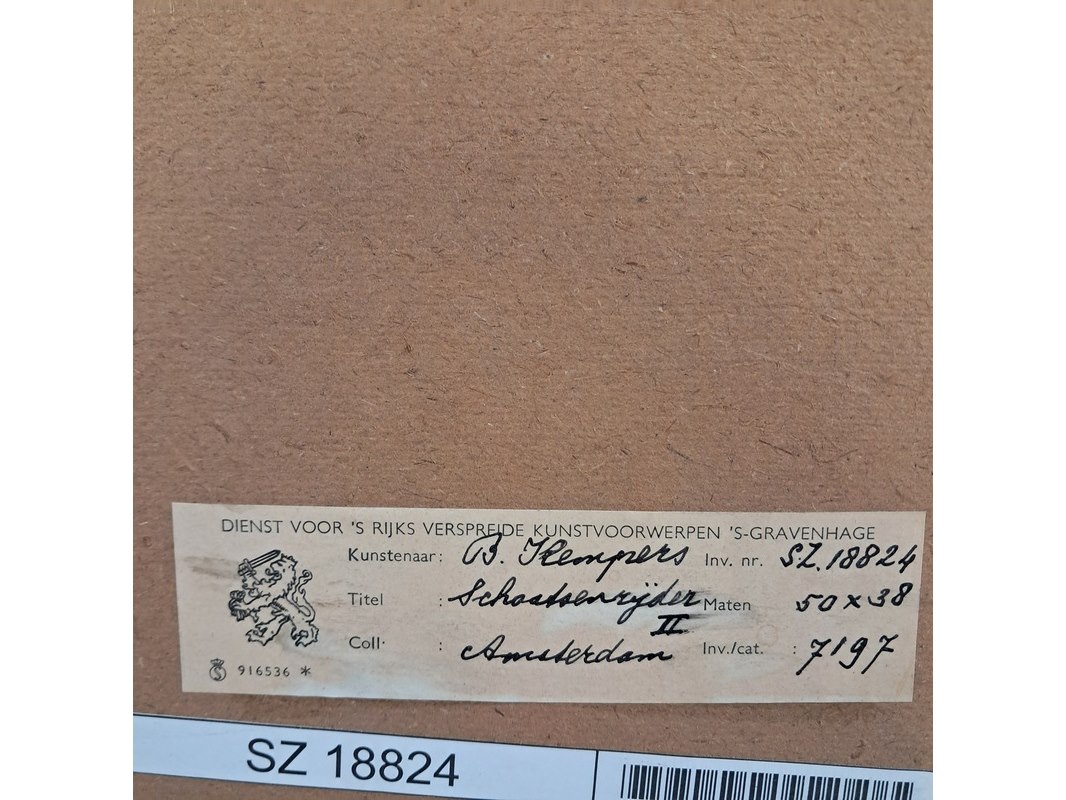 DIENST VOOR 'S RIJKS VERSPREIDE KUNSTVOORWERPEN 'S-GRAVENHAGE
Kunstenaar: B. Kempers Inv. nr. SZ.18824
Titel : Schaatsenrijder II Maten 50 x 38
Coll. : Amsterdam Inv./cat. : 7197
916536 *
SZ 18824